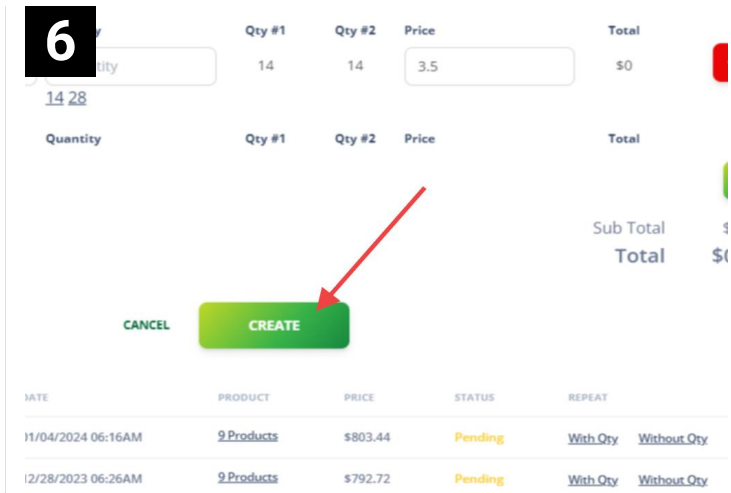 6
Qty #1 Qty #2 Price Total
14 14 3.5 $0
14 28
Quantity Qty #1 Qty #2 Price Total
Sub Total
Total
CANCEL CREATE
PRODUCT PRICE STATUS REPEAT
9 Products $803.44 Pending With Qty Without Qty
9 Products $792.72 Pending With Qty Without Qty